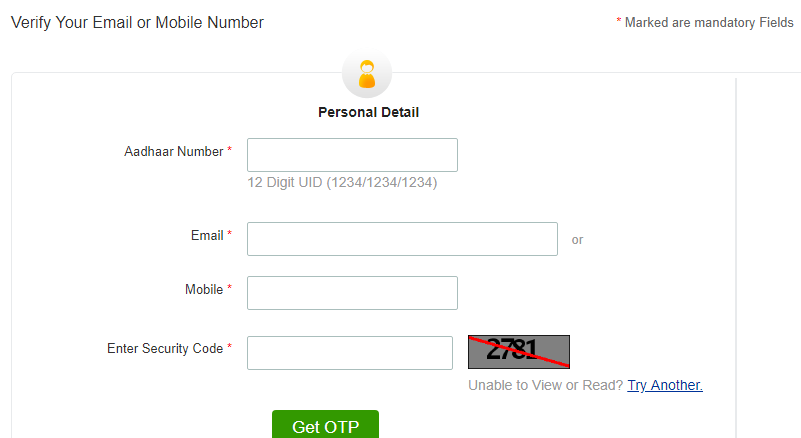 Verify Your Email or Mobile Number
* Marked are mandatory Fields
Personal Detail
Aadhaar Number *
12 Digit UID (1234/1234/1234)
Email *
or
Mobile *
Enter Security Code *
2781
Unable to View or Read? Try Another.
Get OTP